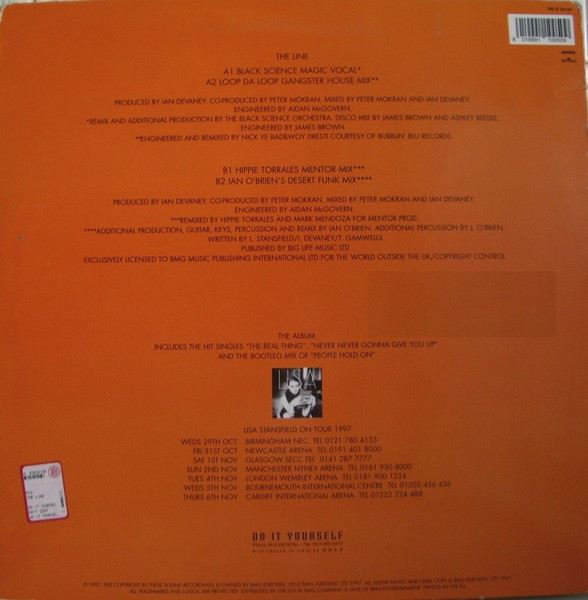 8 019991 100509
THE LINE
A1 BLACK SCIENCE MAGIC VOCAL*
A2 LOOP DA LOOP GANGSTER HOUSE MIX**
PRODUCED BY IAN DEVANEY. CO-PRODUCED BY PETER MOKRAN. MIXED BY PETER MOKRAN AND IAN DEVANEY.
ENGINEERED BY AIDAN McGOVERN.
*REMIX AND ADDITIONAL PRODUCTION BY THE BLACK SCIENCE ORCHESTRA. DISCO MIX BY JAMES BROWN AND ASHLEY BEEDLE.
ENGINEERED BY JAMES BROWN.
**ENGINEERED AND REMIXED BY NICK YE BADBWOY DRESTI COURTESY OF BUBBLIN' BLU RECORDS.
B1 HIPPIE TORRALES MENTOR MIX***
B2 IAN O'BRIEN'S DESERT FUNK MIX****
PRODUCED BY IAN DEVANEY. CO-PRODUCED BY PETER MOKRAN. MIXED BY PETER MOKRAN AND IAN DEVANEY
ENGINEERED BY AIDAN McGOVERN.
***REMIXED BY HIPPIE TORRALES AND MARK MENDOZA FOR MENTOR PROD.
****ADDITIONAL PRODUCTION, GUITAR, KEYS, PERCUSSION AND REMIX BY IAN O'BRIEN, ADDITIONAL PERCUSSION BY J. O'BRIEN.
WRITTEN BY L. STANSFIELD/I. DEVANEY/T. GAMWELLS.
PUBLISHED BY BIG LIFE MUSIC LTD
EXCLUSIVELY LICENSED TO BMG MUSIC PUBLISHING INTERNATIONAL LTD FOR THE WORLD OUTSIDE THE UK/COPYRIGHT CONTROL
THE ALBUM
INCLUDES THE HIT SINGLES "THE REAL THING", "NEVER NEVER GONNA GIVE YOU UP"
AND THE BOOTLEG MIX OF "PEOPLE HOLD ON"
LISA
LISA STANSFIELD ON TOUR 1997
WEDS 29TH OCT BIRMINGHAM NEC TEL 0121 780 4133
FRI 31ST OCT NEWCASTLE ARENA TEL 0191 401 8000
SAT 1ST NOV GLASGOW SECC TEL 0141 287 7777
SUN 2ND NOV MANCHESTER NYNEX ARENA TEL 0161 930 8000
TUES 4TH NOV LONDON WEMBLEY ARENA TEL 0181 900 1234
WEDS 5TH NOV BOURNEMOUTH INTERNATIONAL CENTRE TEL 01202 456 456
THURS 6TH NOV CARDIFF INTERNATIONAL ARENA TEL 01222 224 488
DO IT YOURSELF